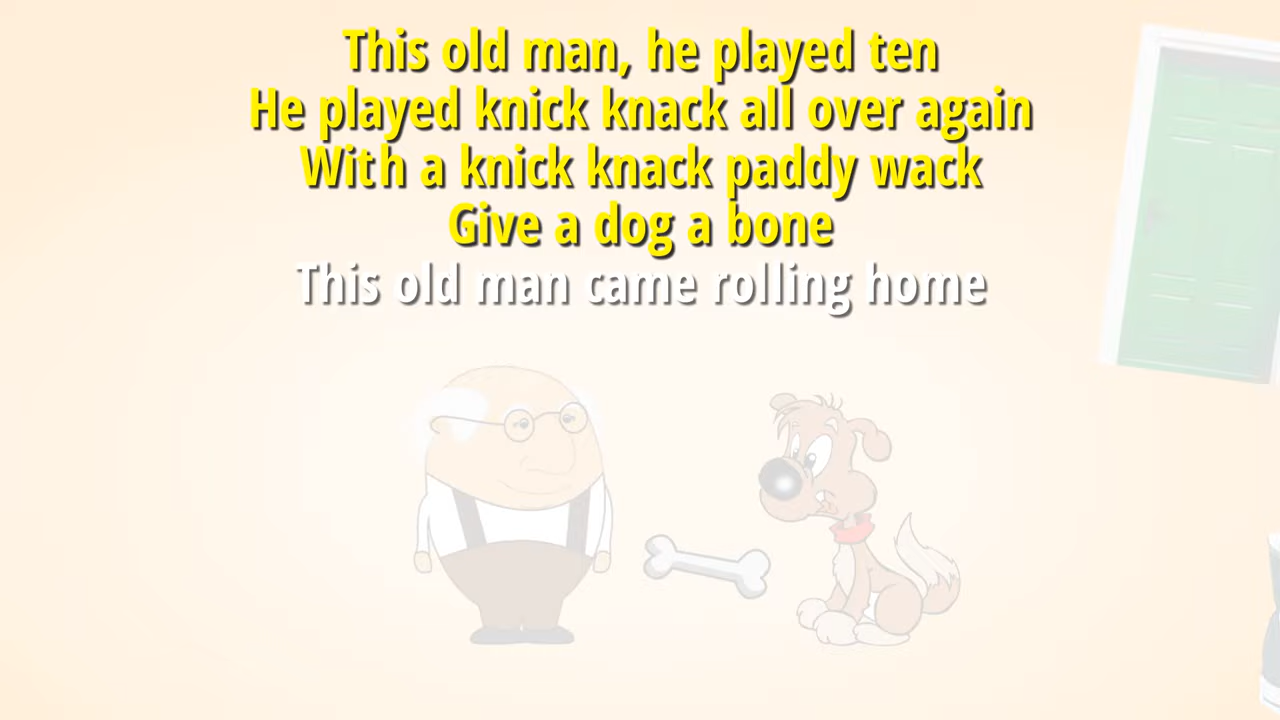 This old man, he played ten
He played knick knack all over again
With a knick knack paddy wack
Give a dog a bone
This old man came rolling home